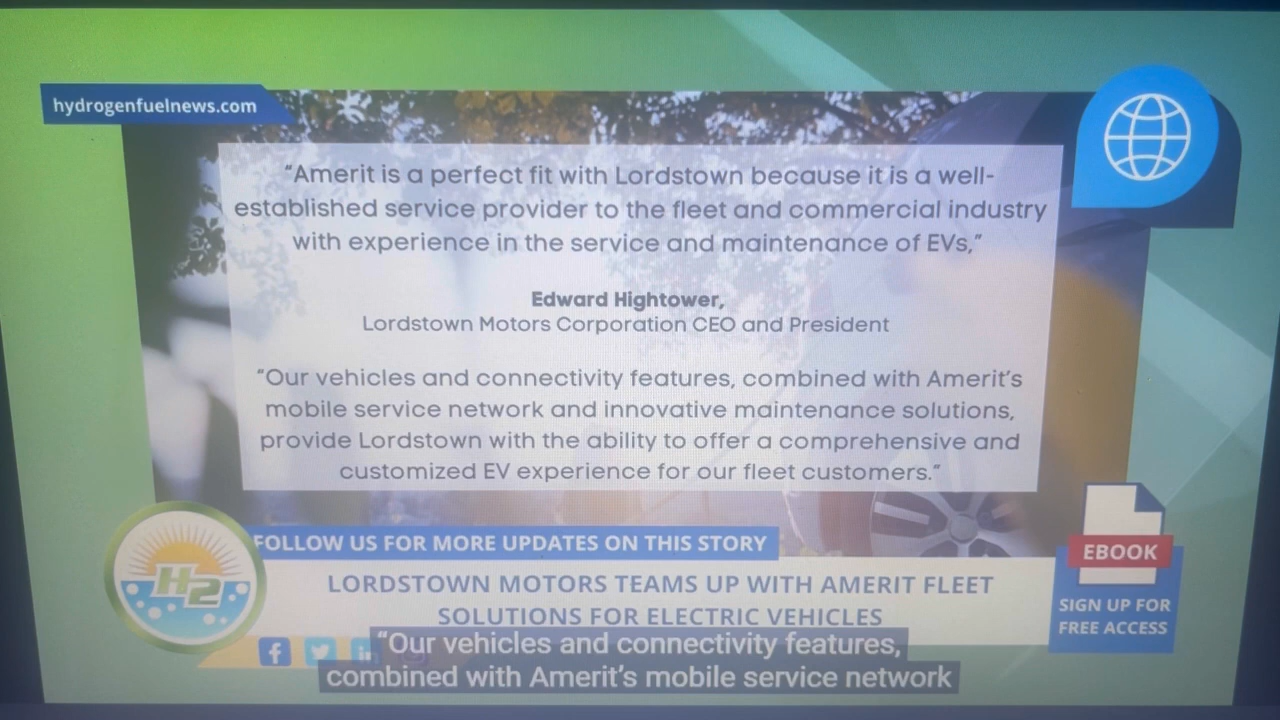 hydrogenfuelnews.com
“Amerit is a perfect fit with Lordstown because it is a well-
established service provider to the fleet and commercial industry
with experience in the service and maintenance of EVs,”
Edward Hightower,
Lordstown Motors Corporation CEO and President
“Our vehicles and connectivity features, combined with Amerit’s
mobile service network and innovative maintenance solutions,
provide Lordstown with the ability to offer a comprehensive and
customized EV experience for our fleet customers.”
H2
FOLLOW US FOR MORE UPDATES ON THIS STORY
LORDSTOWN MOTORS TEAMS UP WITH AMERIT FLEET
SOLUTIONS FOR ELECTRIC VEHICLES
EBOOK
SIGN UP FOR
FREE ACCESS
f in
“Our vehicles and connectivity features,
combined with Amerit’s mobile service network